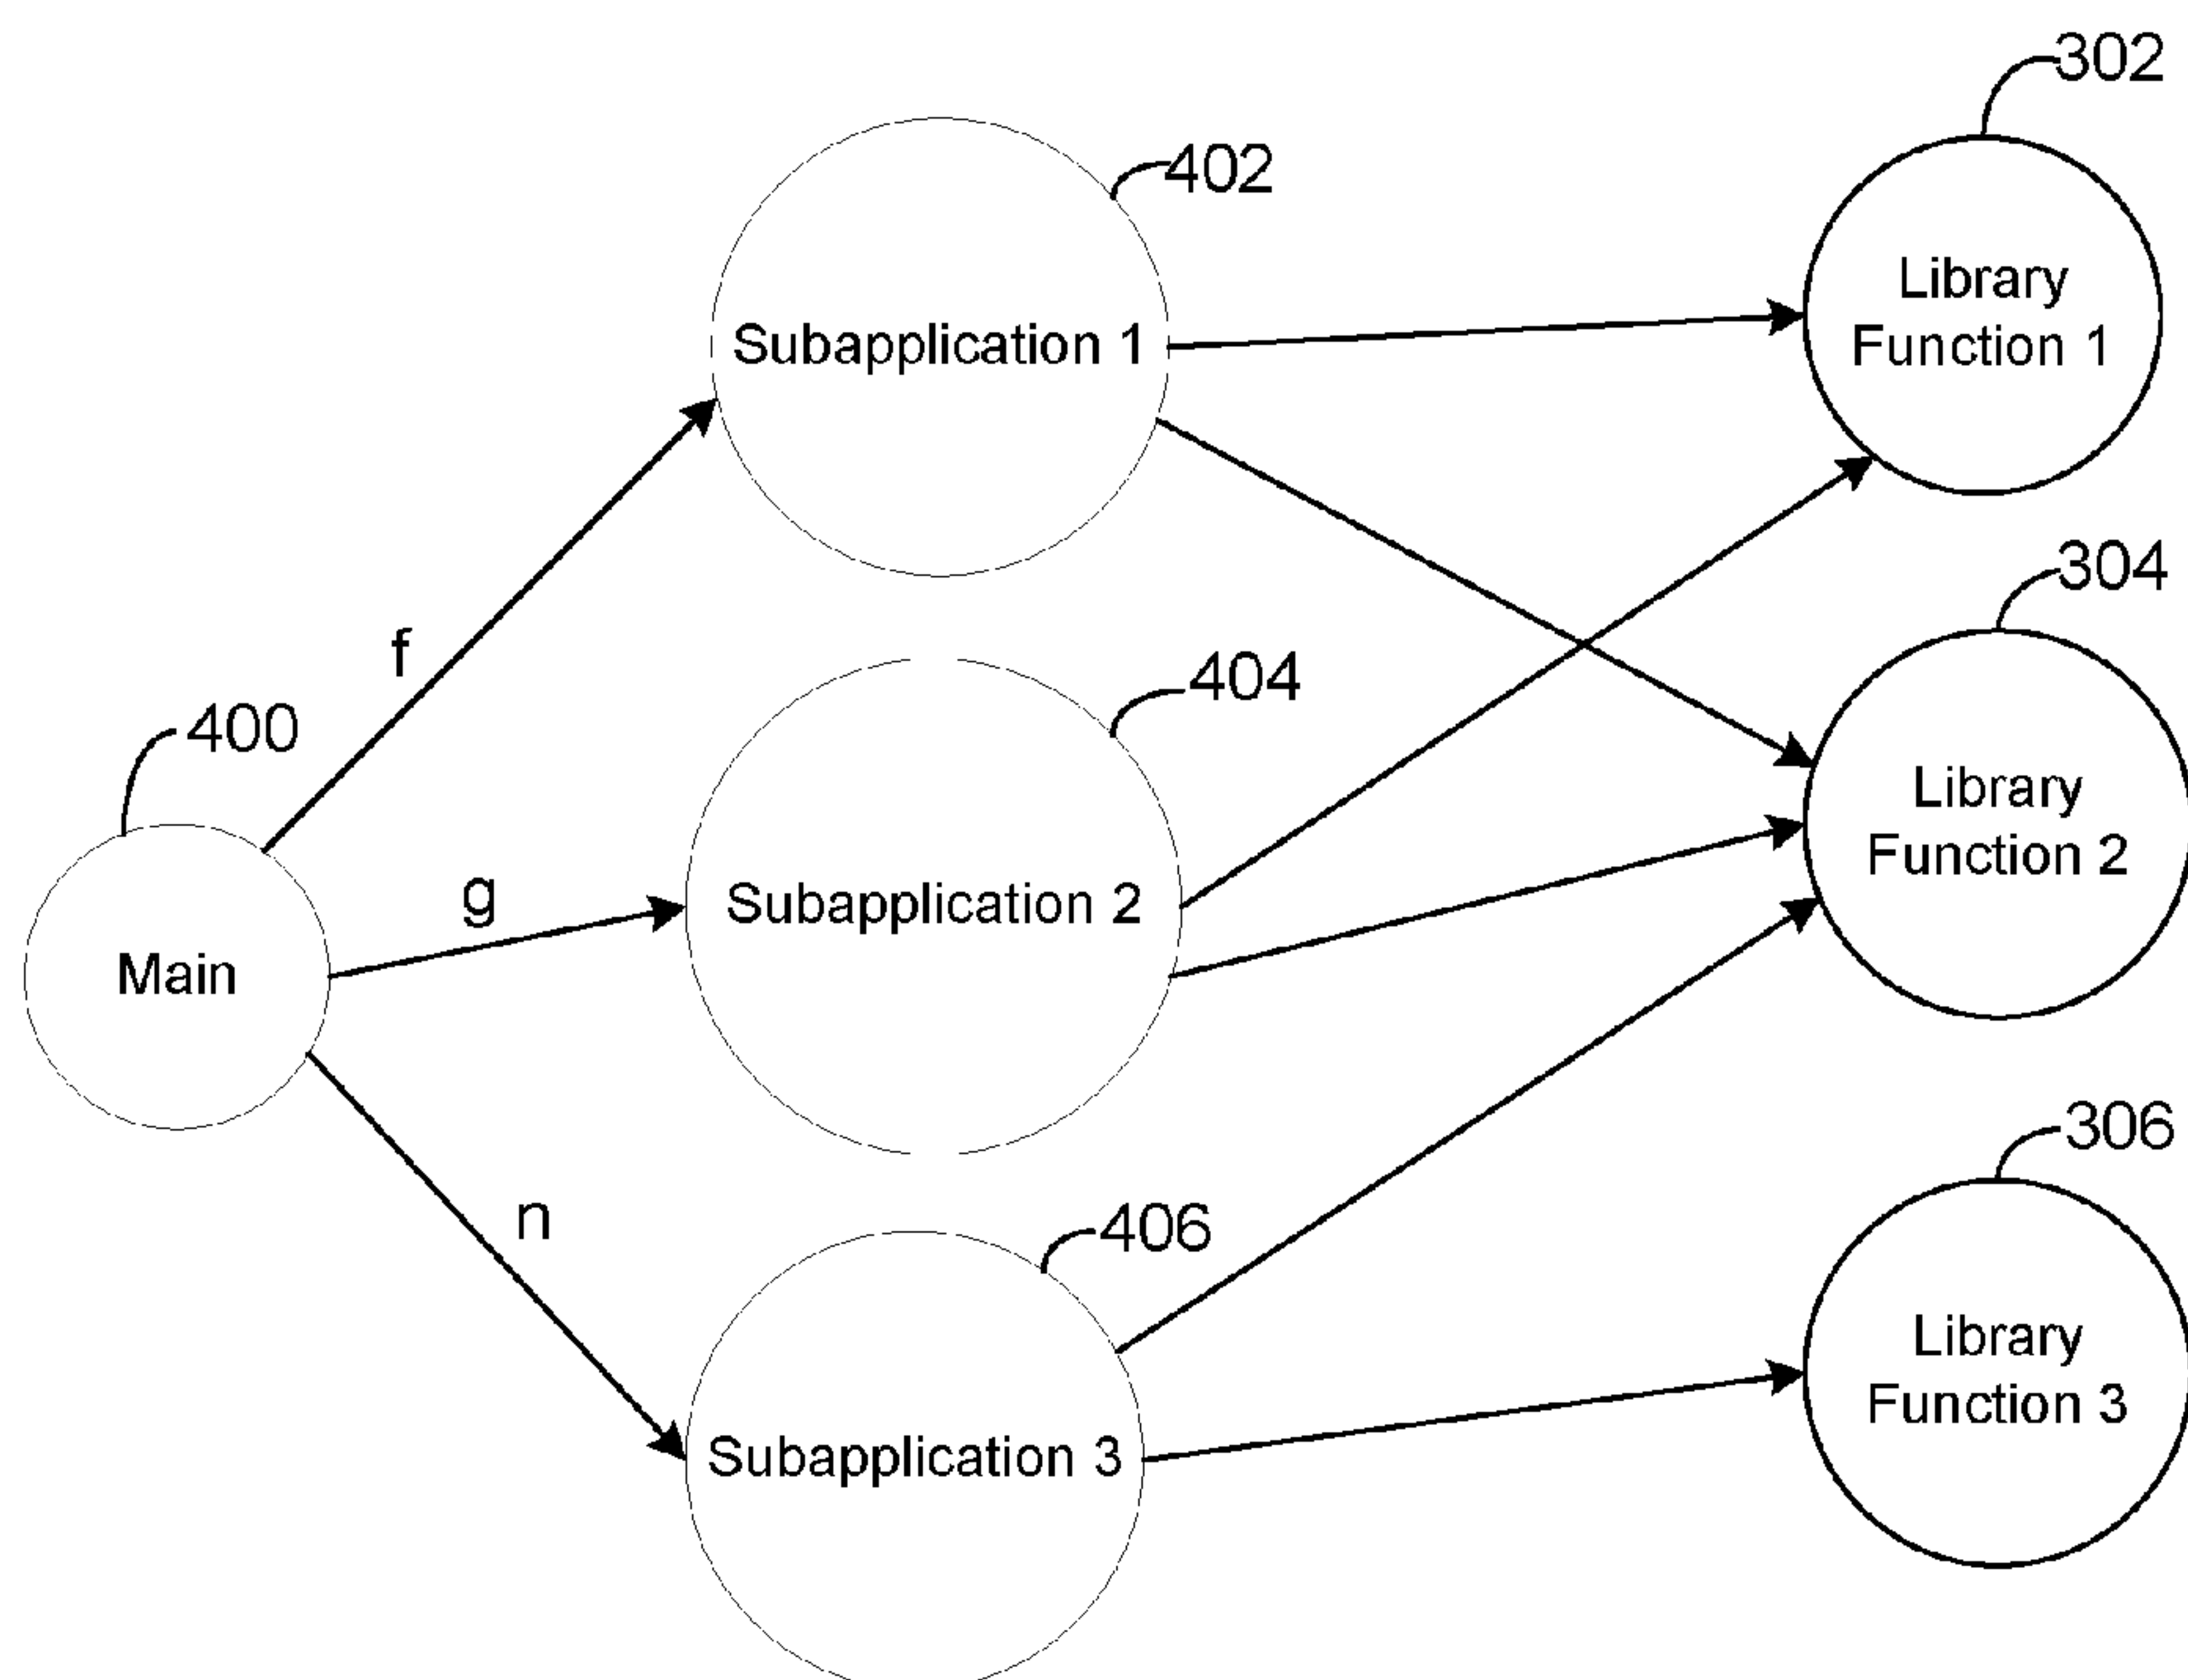 302
402
Library
Function 1
Subapplication 1
304
f
404
400
Library
Function 2
g
Subapplication 2
Main
306
n
406
Library
Function 3
Subapplication 3